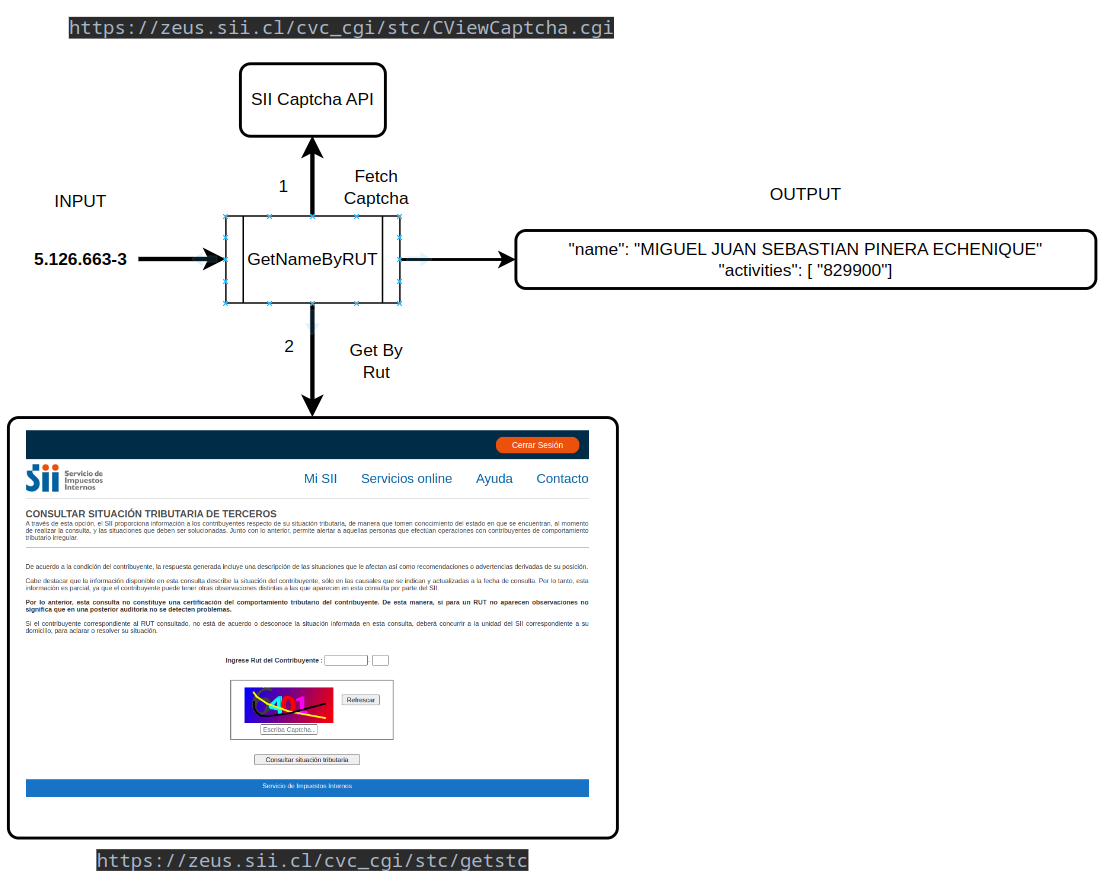 https://zeus.sii.cl/cvc_cgi/stc/CViewCaptcha.cgi
SII Captcha API
1
Fetch
Captcha
INPUT
OUTPUT
5.126.663-3
GetNameByRUT
"name": "MIGUEL JUAN SEBASTIAN PINERA ECHENIQUE"
"activities": [ "829900"]
2
Get By
Rut
Cerrar Sesión
Sii Servicio de
Impuestos
Internos
Mi SII Servicios online Ayuda Contacto
CONSULTAR SITUACIÓN TRIBUTARIA DE TERCEROS
A través de esta opción, el SII proporciona información a los contribuyentes respecto de su situación tributaria, de manera que tomen conocimiento del estado en que se encuentran, al momento
de realizar la consulta, y las situaciones que deben ser solucionadas. Junto con lo anterior, permite alertar a aquellas personas que efectúan operaciones con contribuyentes de comportamiento
tributario irregular.
De acuerdo a la condición del contribuyente, la respuesta generada incluye una descripción de las situaciones que le afectan así como recomendaciones o advertencias derivadas de su posición.
Cabe destacar que la información disponible en esta consulta describe la situación del contribuyente, sólo en las causales que se indican y actualizadas a la fecha de consulta. Por lo tanto, esta
información es parcial, ya que el contribuyente puede tener otras observaciones distintas a las que aparecen en esta consulta por parte del SII.
Por lo anterior, esta consulta no constituye una certificación del comportamiento tributario del contribuyente. De esta manera, si para un RUT no aparecen observaciones no
significa que en una posterior auditoría no se detecten problemas.
Si el contribuyente correspondiente al RUT consultado, no está de acuerdo o desconoce la situación informada en esta consulta, deberá concurrir a la unidad del SII correspondiente a su
domicilio, para aclarar o resolver su situación.
Ingrese Rut del Contribuyente : -
401
Refrescar
Escriba Captcha..
Consultar situación tributaria
Servicio de Impuestos Internos
https://zeus.sii.cl/cvc_cgi/stc/getstc